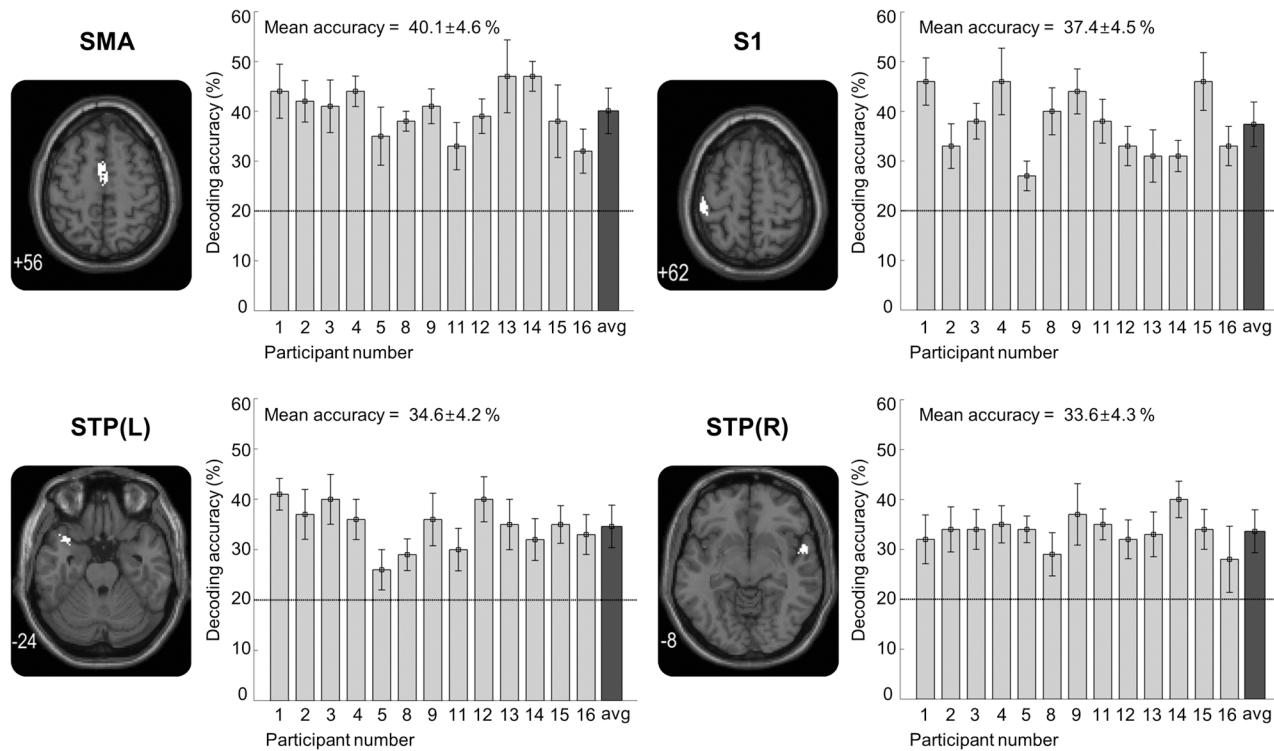 SMA
+56
Mean accuracy = 40.1±4.6 %
Decoding accuracy (%)
60
50
40
30
20
10
0
1 2 3 4 5 8 9 11 12 13 14 15 16 avg
Participant number
S1
+62
Mean accuracy = 37.4±4.5 %
Decoding accuracy (%)
60
50
40
30
20
10
0
1 2 3 4 5 8 9 11 12 13 14 15 16 avg
Participant number
STP(L)
-24
Mean accuracy = 34.6±4.2 %
Decoding accuracy (%)
60
50
40
30
20
10
0
1 2 3 4 5 8 9 11 12 13 14 15 16 avg
Participant number
STP(R)
-8
Mean accuracy = 33.6±4.3 %
Decoding accuracy (%)
60
50
40
30
20
10
0
1 2 3 4 5 8 9 11 12 13 14 15 16 avg
Participant number